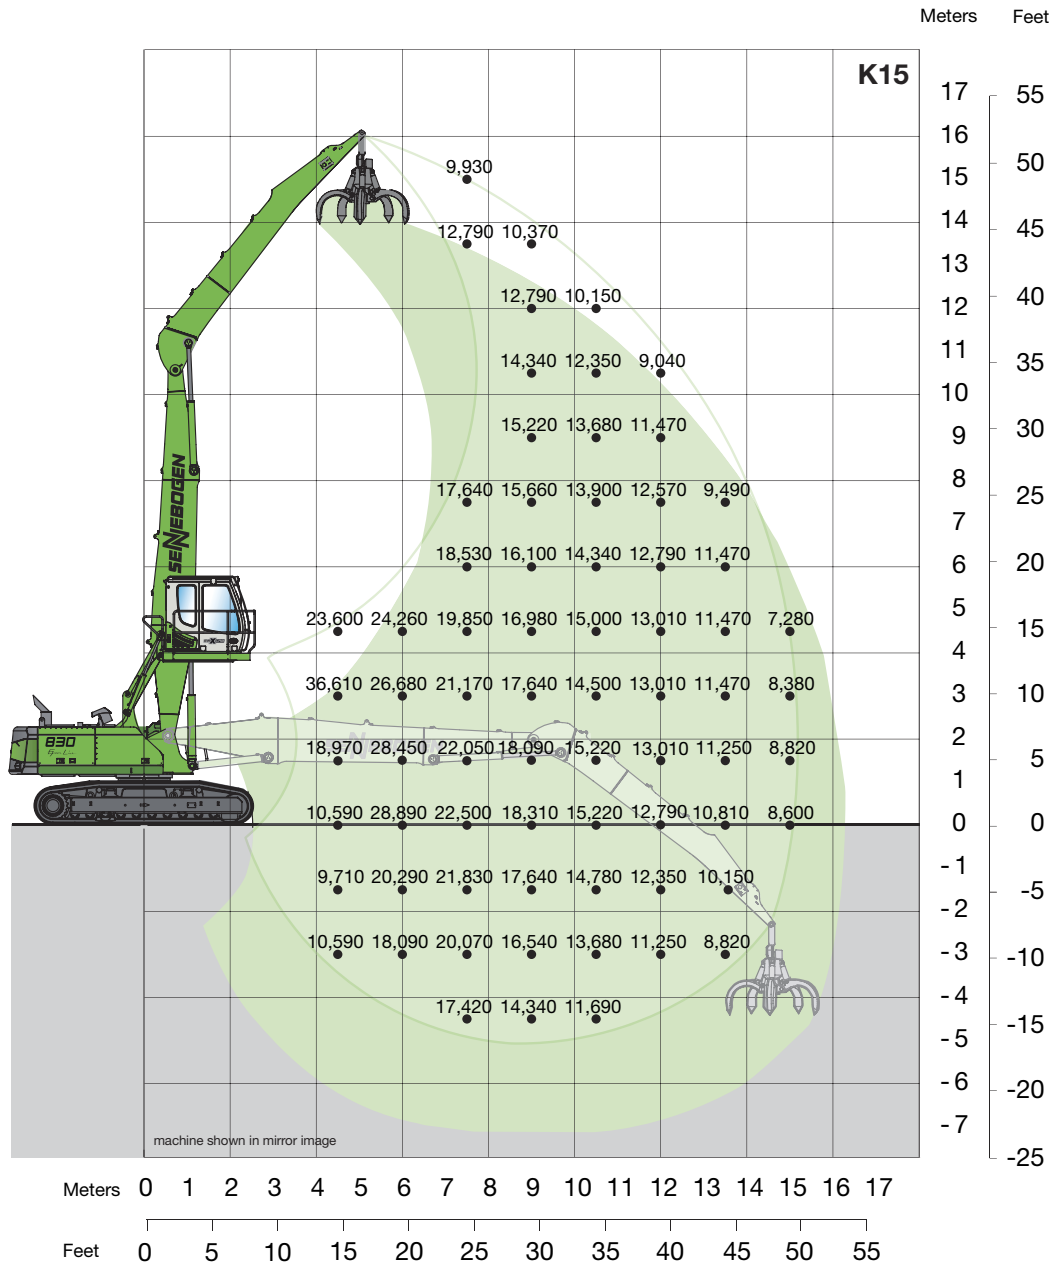 Meters Feet
K15
17 55
16
9,930
15 50
14
12,790 10,370
45
13
12,790 10,150
12 40
14,340 12,350 9,040
11 35
10
15,220 13,680 11,470
9 30
8
17,640 15,660 13,900 12,570 9,490
25
7
SENNEBOGEN
18,530 16,100 14,340 12,790 11,470
6 20
23,600 24,260 19,850 16,980 15,000 13,010 11,470 7,280
5 15
4
36,610 26,680 21,170 17,640 14,500 13,010 11,470 8,380
3 10
830
2
18,970 28,450 22,050 18,090 15,220 13,010 11,250 8,820
5
1
10,590 28,890 22,500 18,310 15,220 12,790 10,810 8,600
0 0
-1
9,710 20,290 21,830 17,640 14,780 12,350 10,150
-5
-2
10,590 18,090 20,070 16,540 13,680 11,250 8,820
-3 -10
-4
17,420 14,340 11,690
-15
-5
-6 -20
-7
machine shown in mirror image
-25
Meters 0 1 2 3 4 5 6 7 8 9 10 11 12 13 14 15 16 17
Feet 0 5 10 15 20 25 30 35 40 45 50 55